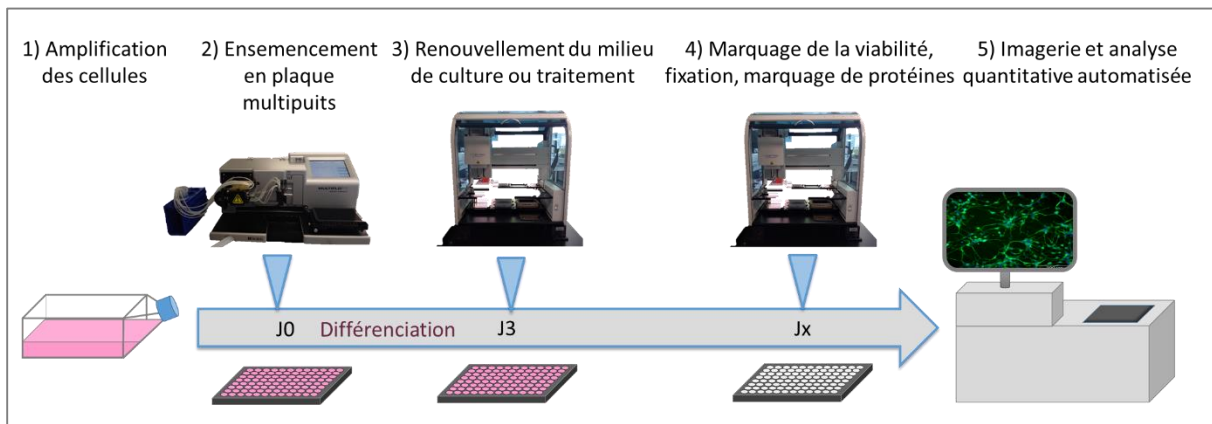 1) Amplification
des cellules
2) Ensemencement
en plaque
multipuits
3) Renouvellement du milieu
de culture ou traitement
4) Marquage de la viabilité,
fixation, marquage de protéines
5) Imagerie et analyse
quantitative automatisée
J0
Différenciation
J3
Jx